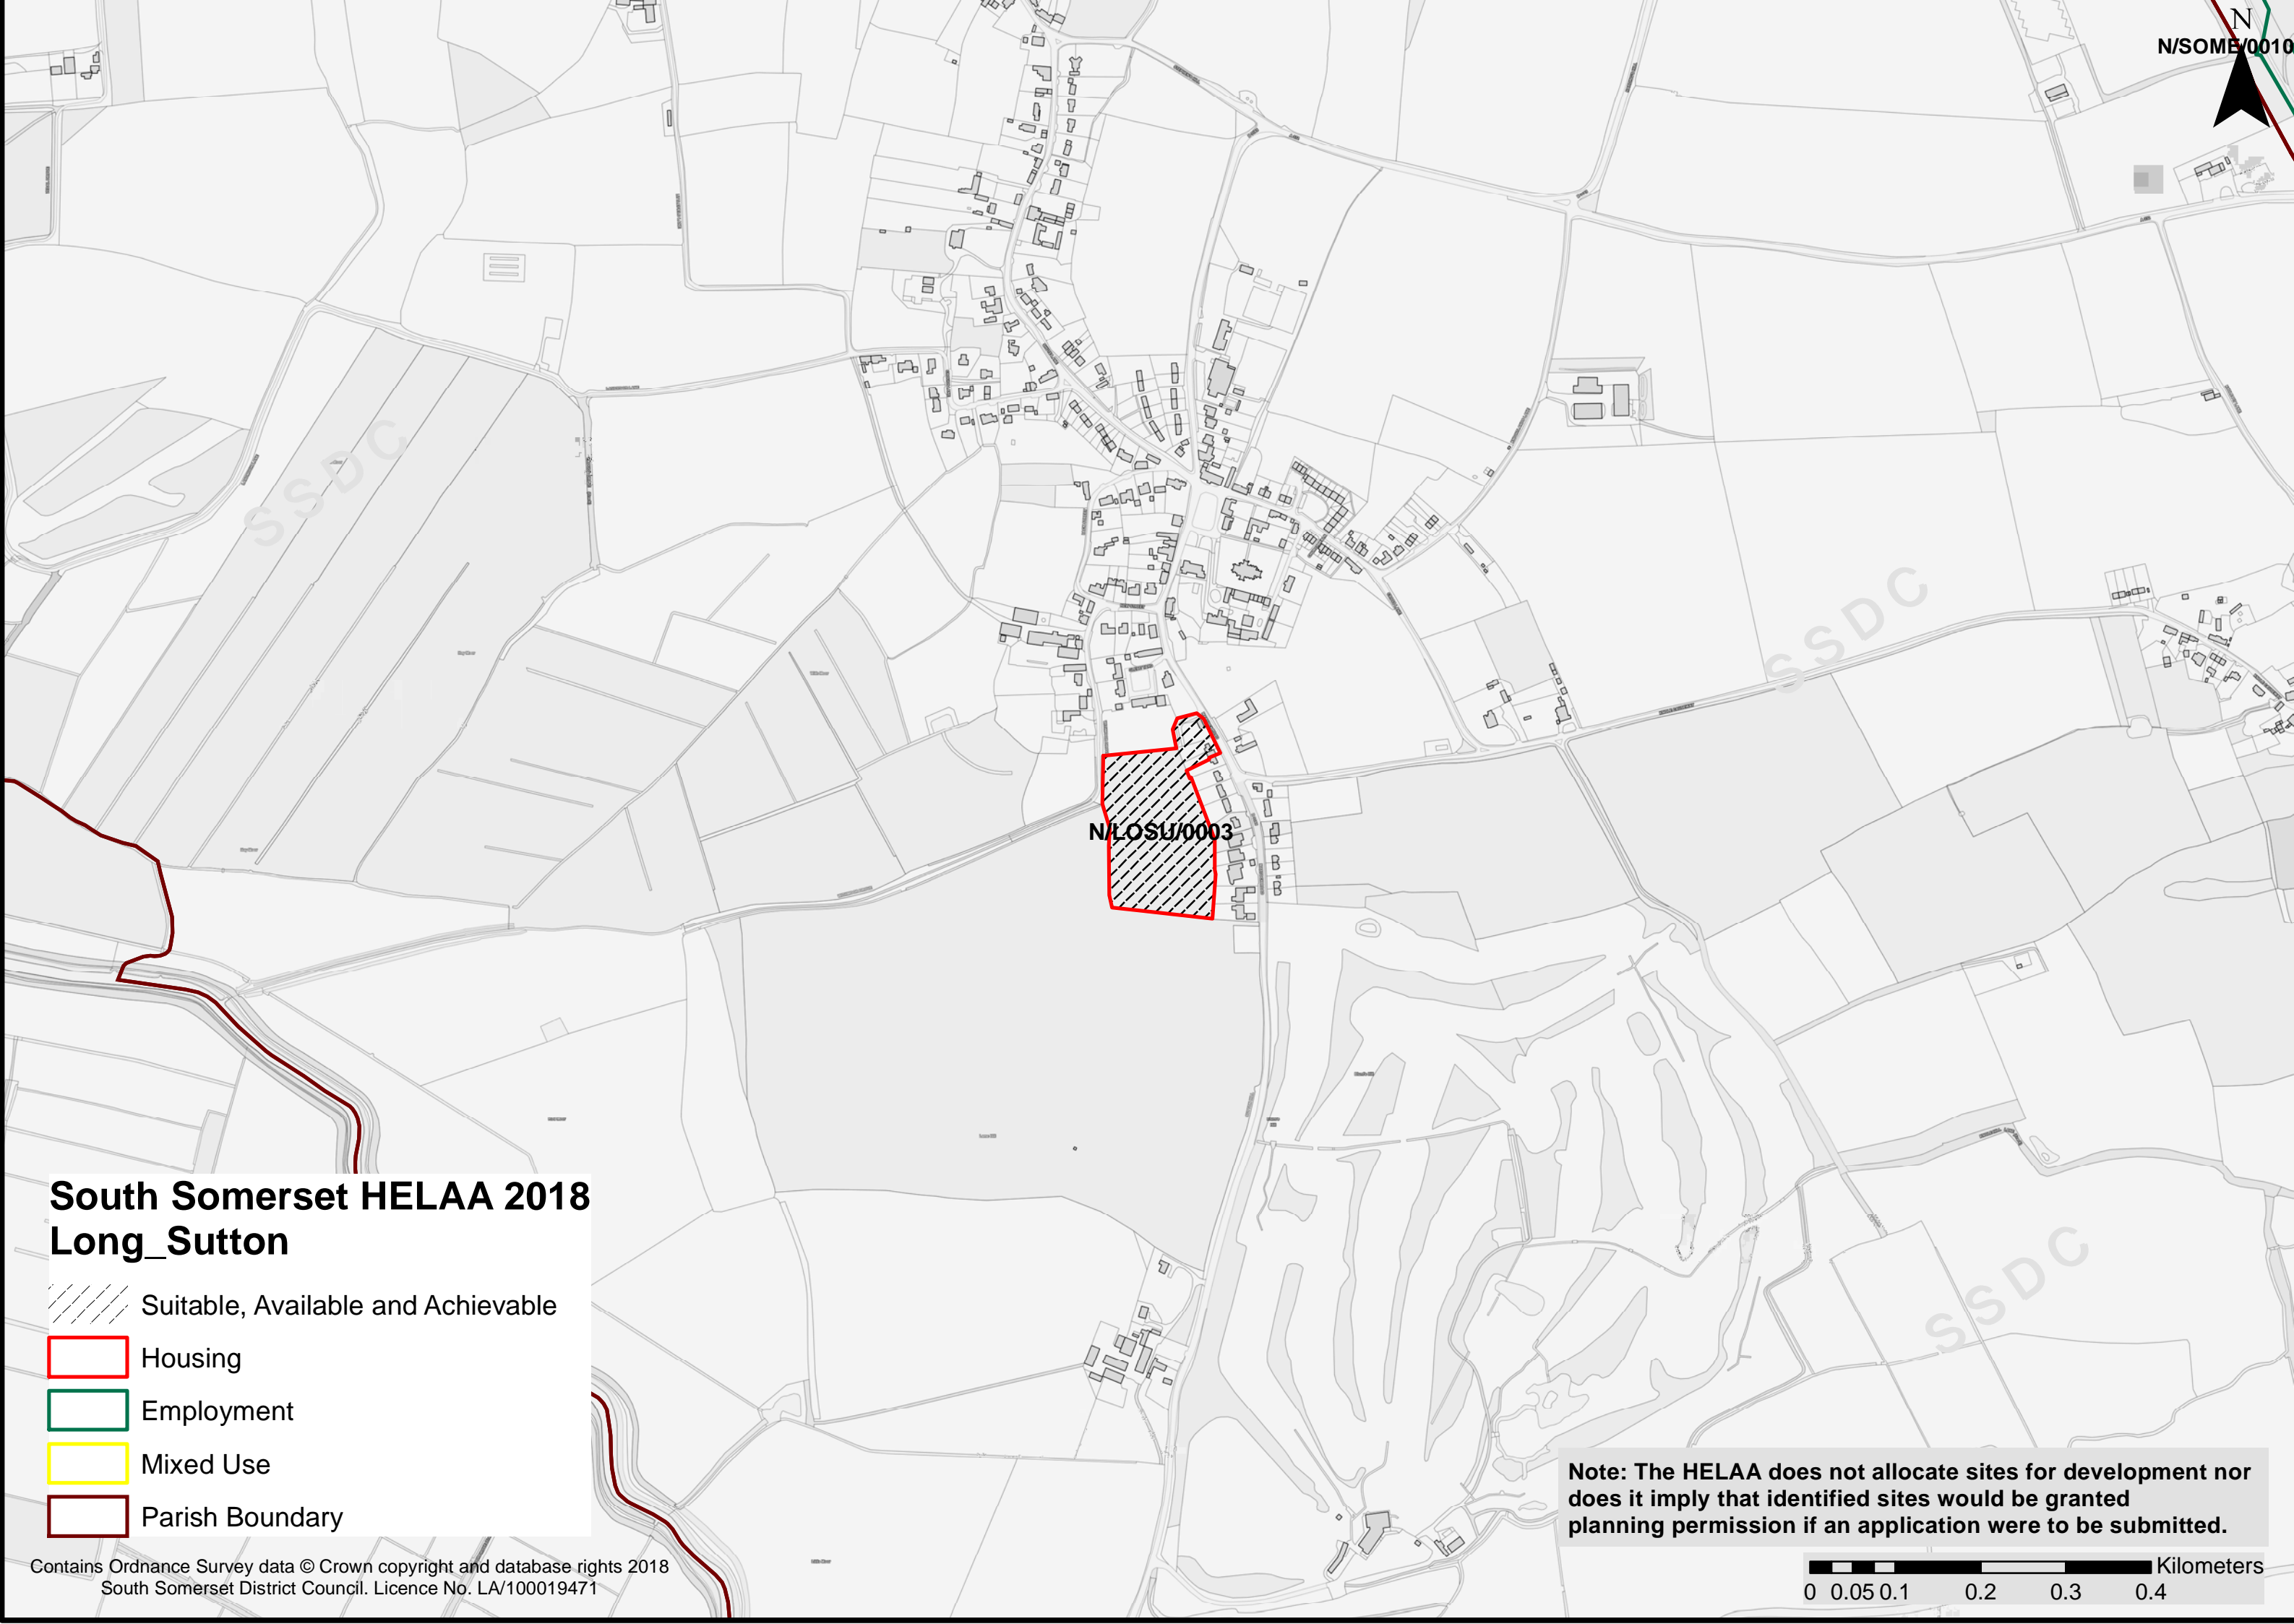 N
N/SOME/0010
SSDC
SSDC
N/LOSU/0003
South Somerset HELAA 2018
Long_Sutton
Suitable, Available and Achievable
Housing
Employment
Mixed Use
Parish Boundary
SSDC
Note: The HELAA does not allocate sites for development nor
does it imply that identified sites would be granted
planning permission if an application were to be submitted.
Contains Ordnance Survey data © Crown copyright and database rights 2018
South Somerset District Council. Licence No. LA/100019471
Kilometers
0 0.05 0.1 0.2 0.3 0.4